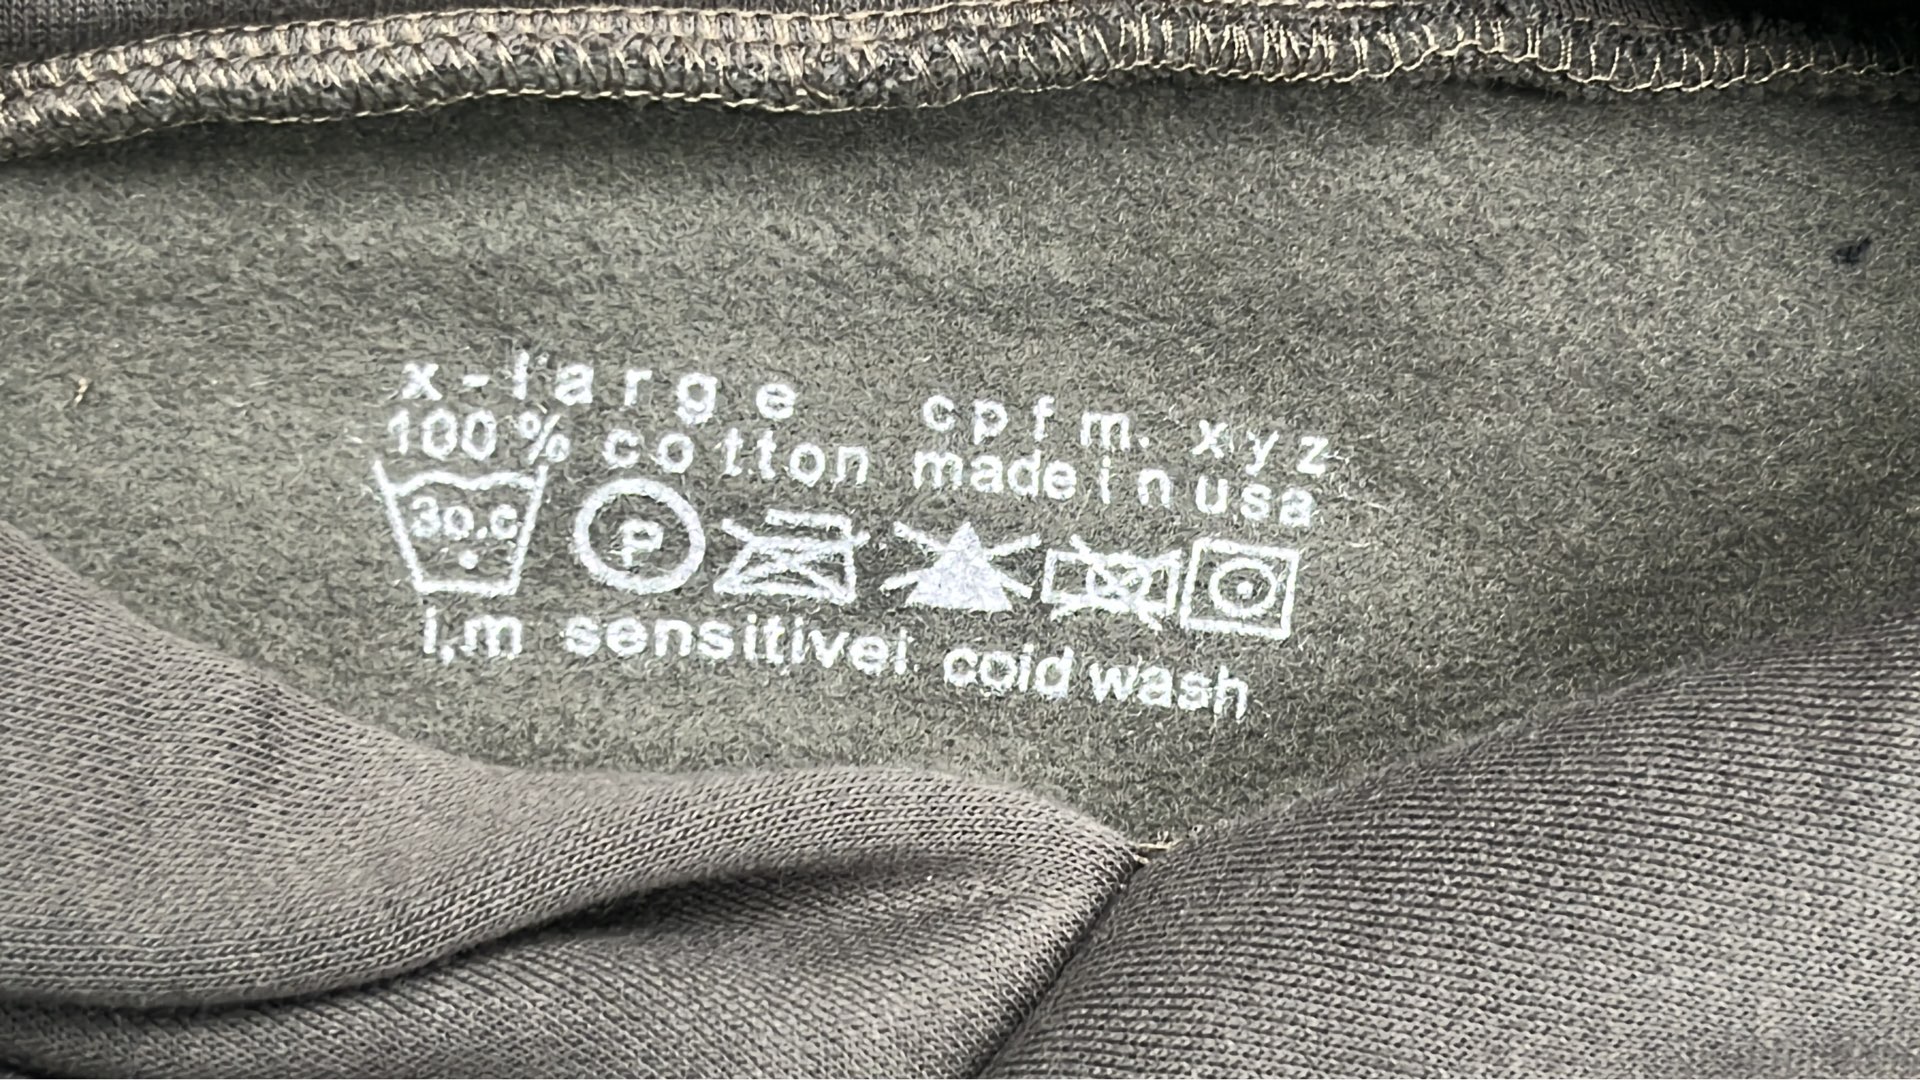 x-large cpfm.xyz
100% cotton made in usa
30.c
P
i,m sensitive! cold wash